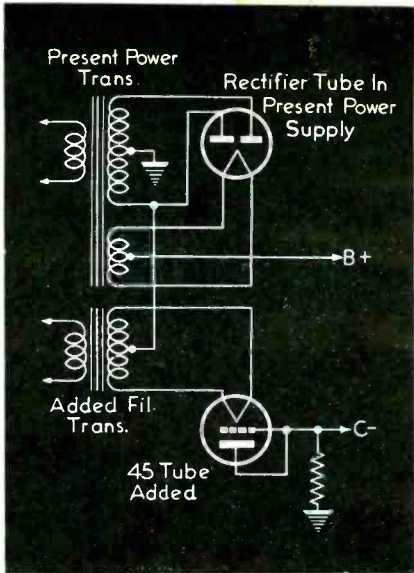 Present Power
Trans.
Rectifier Tube In
Present Power
Supply
B+
Added Fil.
Trans.
45 Tube
Added
C-